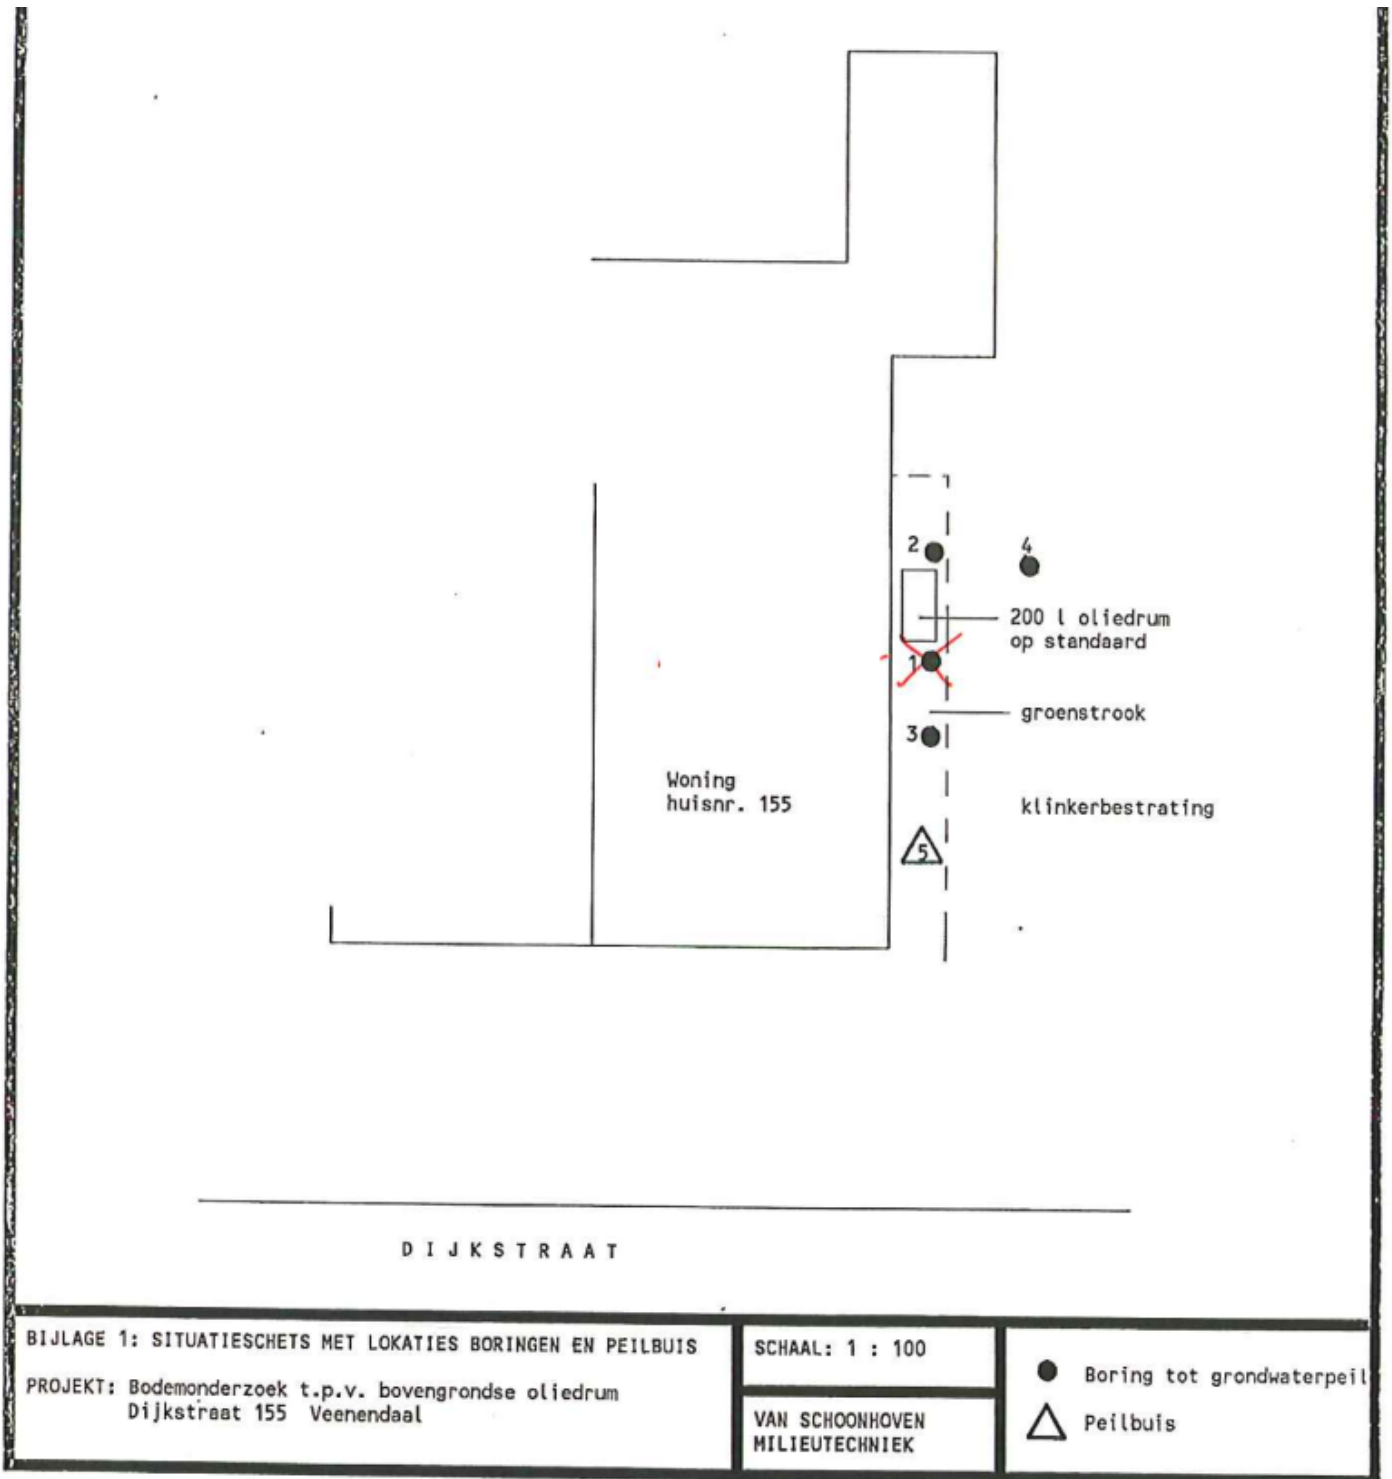 2
4
200 l oliedrum
op standaard
1
groenstrook
3
Woning
huisnr. 155
klinkerbestrating
5
D I J K S T R A A T
BIJLAGE 1: SITUATIESCHETS MET LOKATIES BORINGEN EN PEILBUIS
PROJEKT: Bodemonderzoek t.p.v. bovengrondse oliedrum
Dijkstraat 155 Veenendaal
SCHAAL: 1 : 100
VAN SCHOONHOVEN
MILIEUTECHNIEK
Boring tot grondwaterpeil
Peilbuis